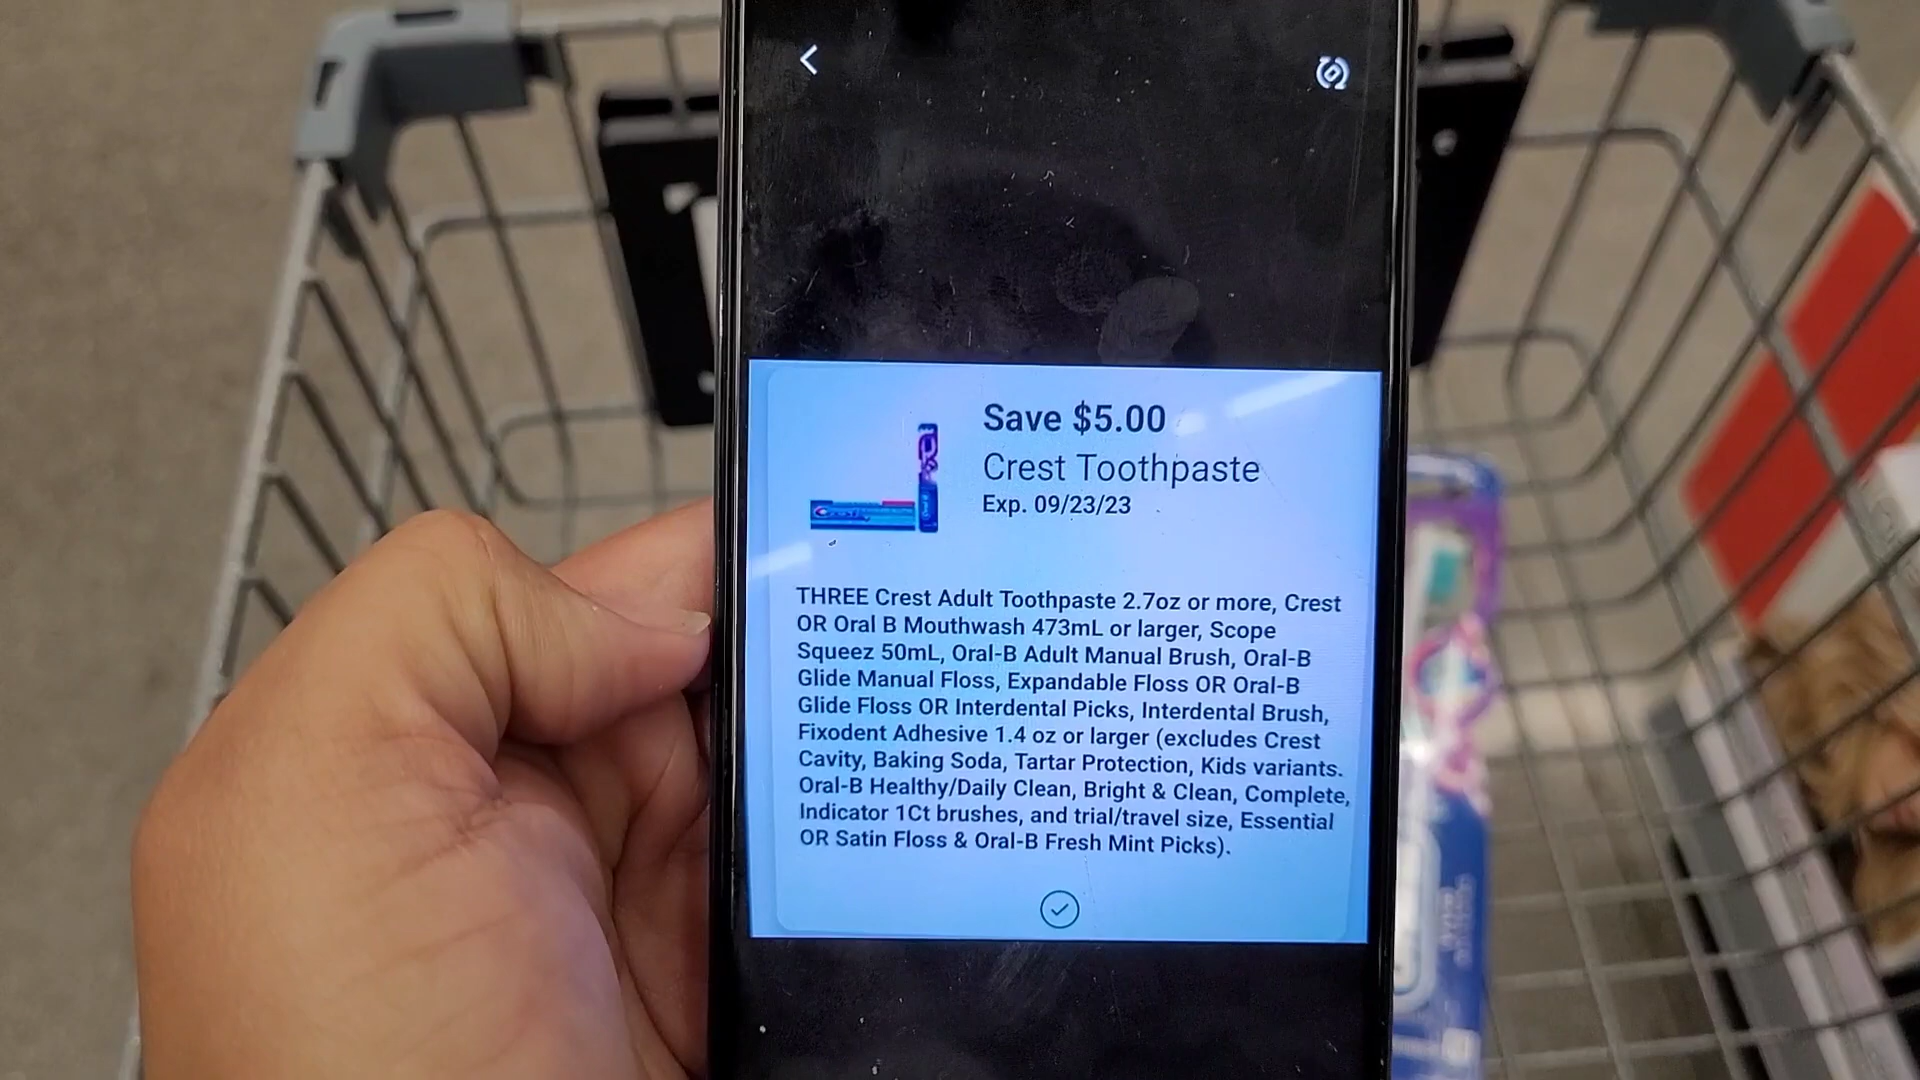 Save $5.00
Crest Toothpaste
Exp. 09/23/23
Crest
THREE Crest Adult Toothpaste 2.7oz or more, Crest
OR Oral B Mouthwash 473mL or larger, Scope
Squeez 50mL, Oral-B Adult Manual Brush, Oral-B
Glide Manual Floss, Expandable Floss OR Oral-B
Glide Floss OR Interdental Picks, Interdental Brush,
Fixodent Adhesive 1.4 oz or larger (excludes Crest
Cavity, Baking Soda, Tartar Protection, Kids variants.
Oral-B Healthy/Daily Clean, Bright & Clean, Complete,
Indicator 1Ct brushes, and trial/travel size, Essential
OR Satin Floss & Oral-B Fresh Mint Picks).